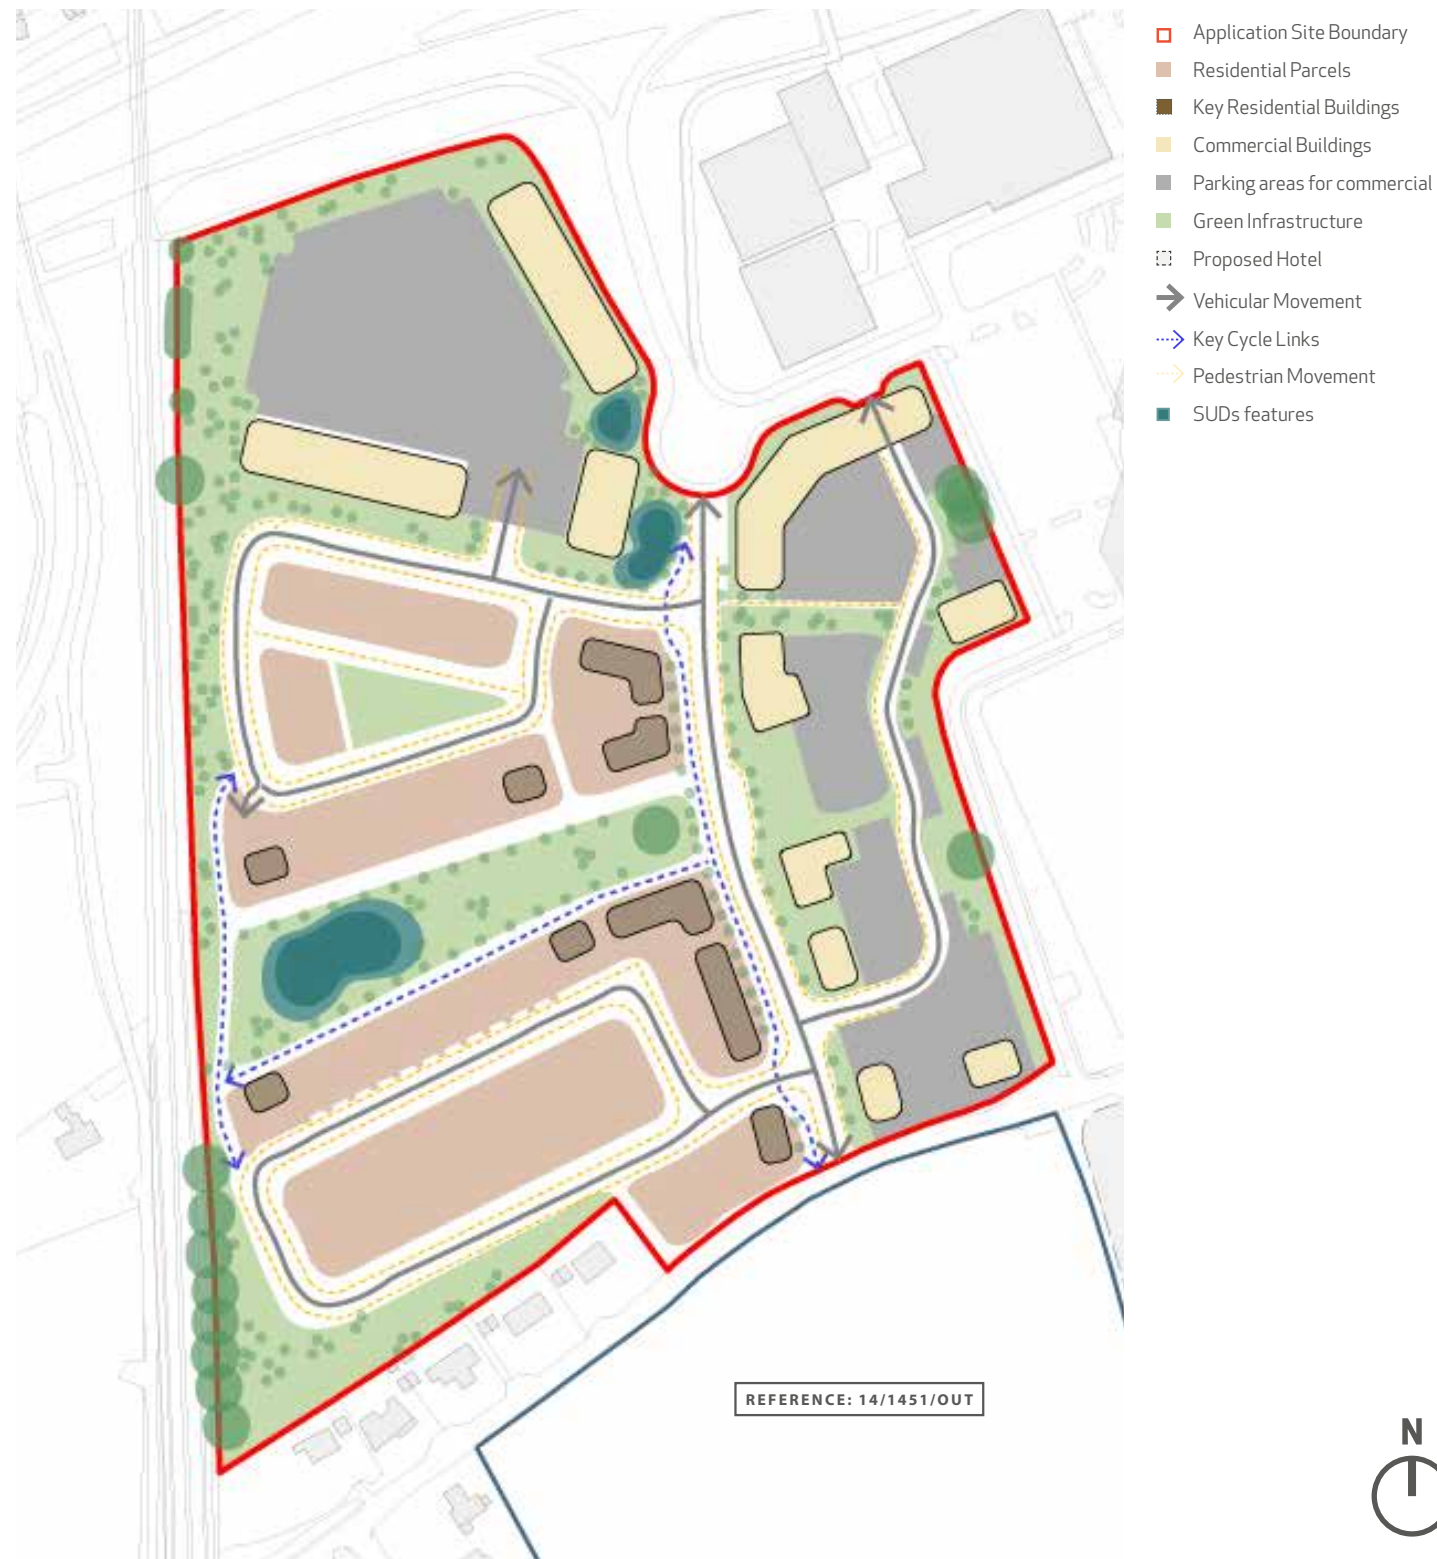 Application Site Boundary
Residential Parcels
Key Residential Buildings
Commercial Buildings
Parking areas for commercial
Green Infrastructure
Proposed Hotel
Vehicular Movement
Key Cycle Links
Pedestrian Movement
SUDs features
REFERENCE: 14/1451/OUT
N